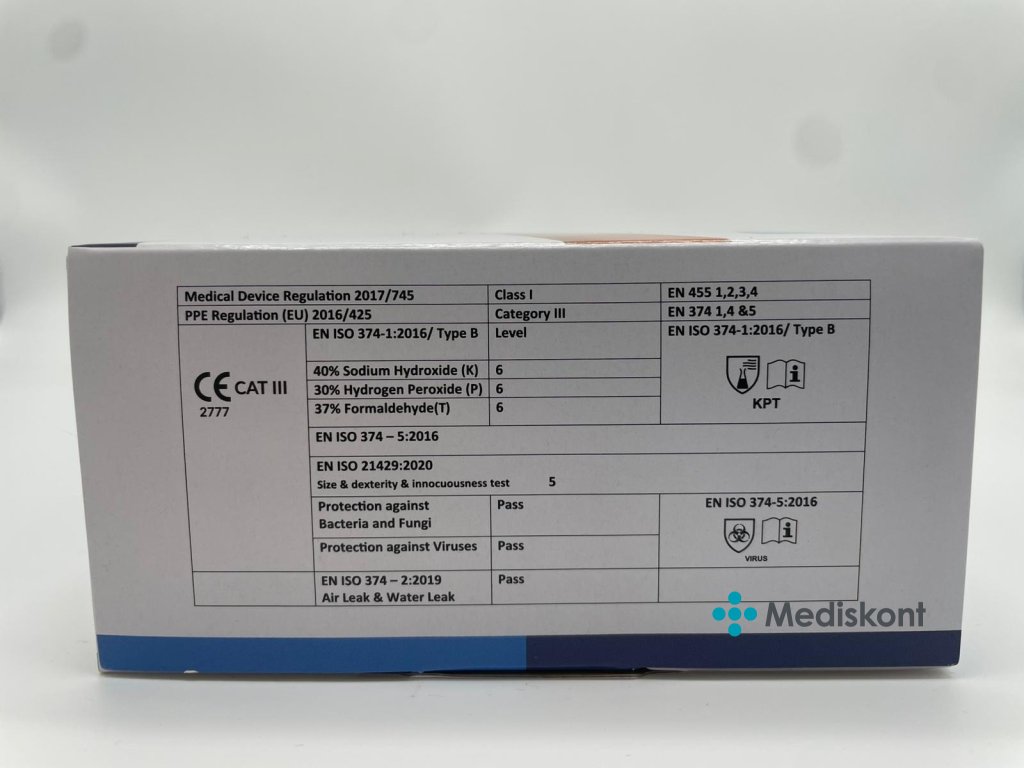 Medical Device Regulation 2017/745 Class I EN 455 1,2,3,4
PPE Regulation (EU) 2016/425 Category III EN 374 1,4 &5
EN ISO 374-1:2016/ Type B Level EN ISO 374-1:2016/ Type B
40% Sodium Hydroxide (K) 6
CE CAT III 30% Hydrogen Peroxide (P) 6
2777 37% Formaldehyde(T) 6 KPT
EN ISO 374 – 5:2016
EN ISO 21429:2020
Size & dexterity & innocuousness test 5
Protection against Pass EN ISO 374-5:2016
Bacteria and Fungi
Protection against Viruses Pass
VIRUS
EN ISO 374 – 2:2019 Pass
Air Leak & Water Leak
Mediskont